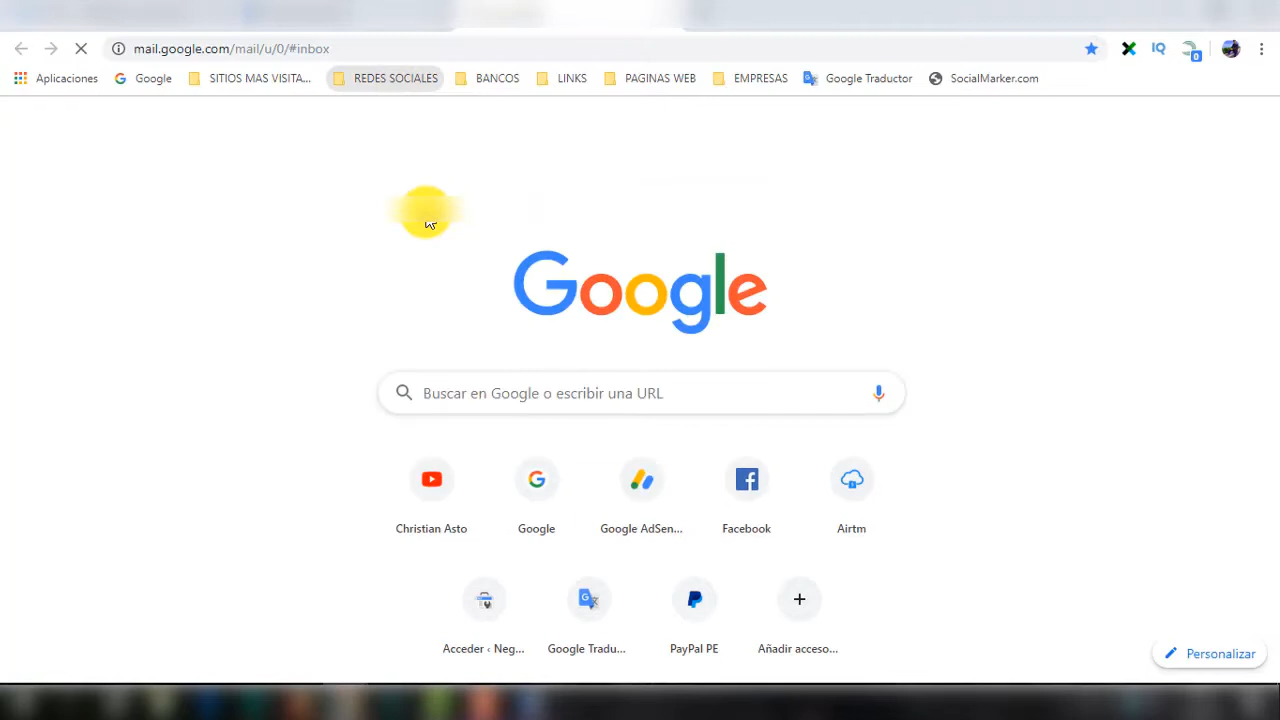 mail.google.com/mail/u/0/#inbox
IQ
0
Aplicaciones
Google
SITIOS MAS VISITA...
REDES SOCIALES
BANCOS
LINKS
PAGINAS WEB
EMPRESAS
Google Traductor
SocialMarker.com
Google
Buscar en Google o escribir una URL
Christian Asto
Google
Google AdSen...
Facebook
Airtm
Acceder ‹ Neg...
Google Tradu...
PayPal PE
Añadir acceso...
Personalizar